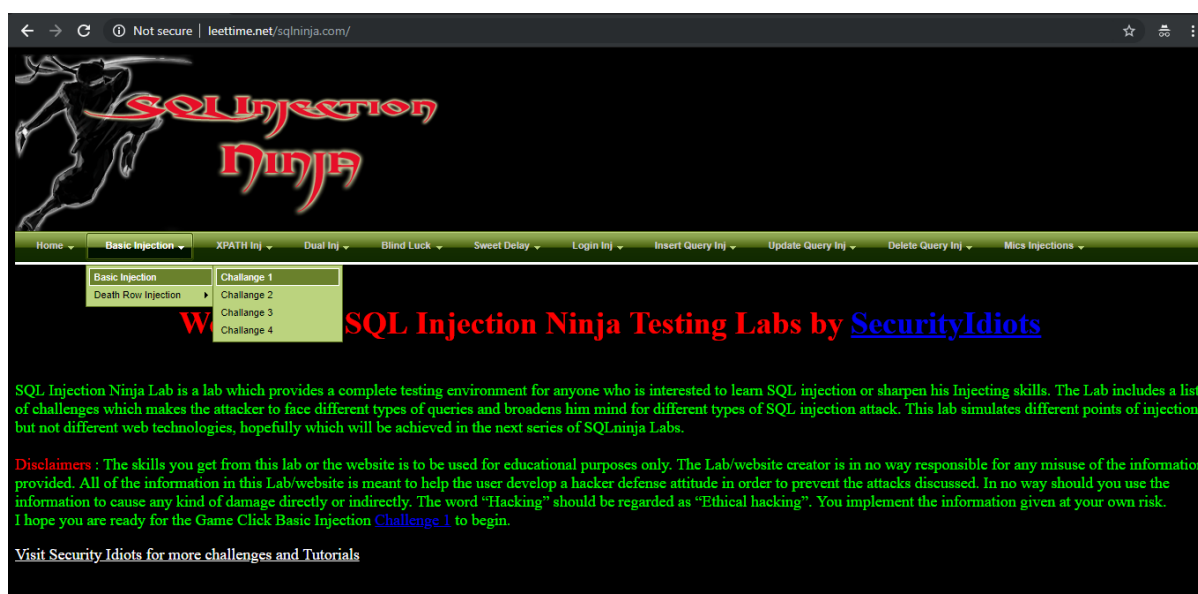 Not secure | leettime.net/sqlninja.com/
SQL Injection
Ninja
Home Basic Injection XPATH Inj Dual Inj Blind Luck Sweet Delay Login Inj Insert Query Inj Update Query Inj Delete Query Inj Mics Injections
Basic Injection
Death Row Injection
Challange 1
Challange 2
Challange 3
Challange 4
SQL Injection Ninja Testing Labs by SecurityIdiots
SQL Injection Ninja Lab is a lab which provides a complete testing environment for anyone who is interested to learn SQL injection or sharpen his Injecting skills. The Lab includes a list
of challenges which makes the attacker to face different types of queries and broadens him mind for different types of SQL injection attack. This lab simulates different points of injection
but not different web technologies, hopefully which will be achieved in the next series of SQLninja Labs.
Disclaimers : The skills you get from this lab or the website is to be used for educational purposes only. The Lab/website creator is in no way responsible for any misuse of the information
provided. All of the information in this Lab/website is meant to help the user develop a hacker defense attitude in order to prevent the attacks discussed. In no way should you use the
information to cause any kind of damage directly or indirectly. The word “Hacking” should be regarded as “Ethical hacking”. You implement the information given at your own risk.
I hope you are ready for the Game Click Basic Injection Challenge 1 to begin.
Visit Security Idiots for more challenges and Tutorials